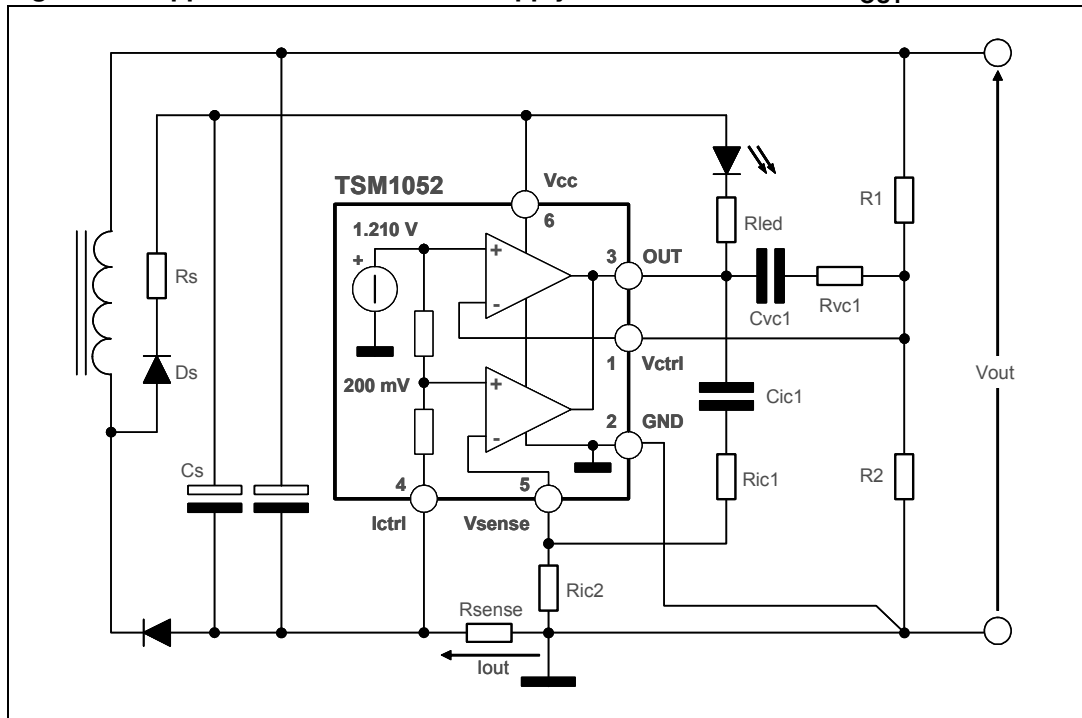 TSM1052
Vcc
6
1.210 V
+
+
-
3
OUT
Rled
R1
Rs
Cvc1
Rvc1
1
Vctrl
Ds
200 mV
+
-
Cic1
Vout
2
GND
Cs
4
5
Ric1
R2
Ictrl
Vsense
Ric2
Rsense
Iout